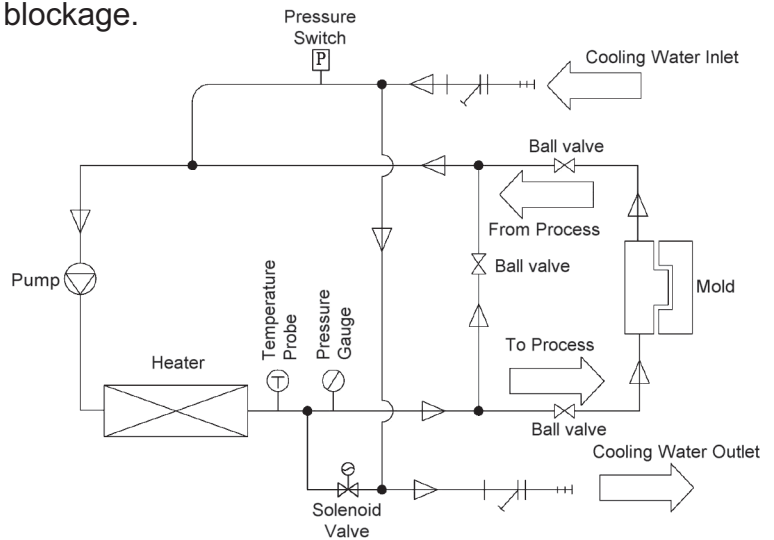 blockage.
Pressure
Switch
P
Cooling Water Inlet
Ball valve
From Process
Ball valve
Pump
Mold
Temperature
Probe
Pressure
Gauge
Heater
T
To Process
Ball valve
Cooling Water Outlet
Solenoid
Valve